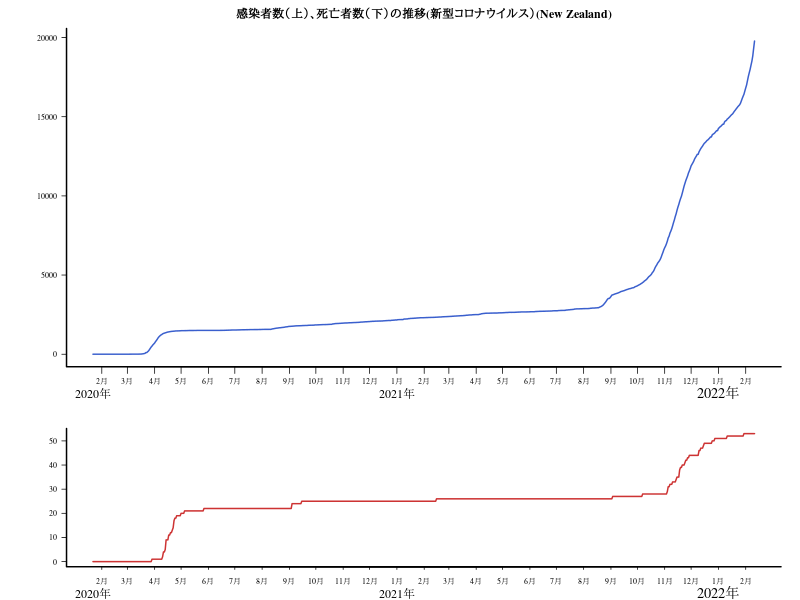 感染者数(上)、死亡者数(下)の推移(新型コロナウイルス)(New Zealand)
20000
15000
10000
5000
0
2月 3月 4月 5月 6月 7月 8月 9月 10月 11月 12月 1月 2月 3月 4月 5月 6月 7月 8月 9月 10月 11月 12月 1月 2月
2020年 2021年 2022年
50
40
30
20
10
0
2月 3月 4月 5月 6月 7月 8月 9月 10月 11月 12月 1月 2月 3月 4月 5月 6月 7月 8月 9月 10月 11月 12月 1月 2月
2020年 2021年 2022年